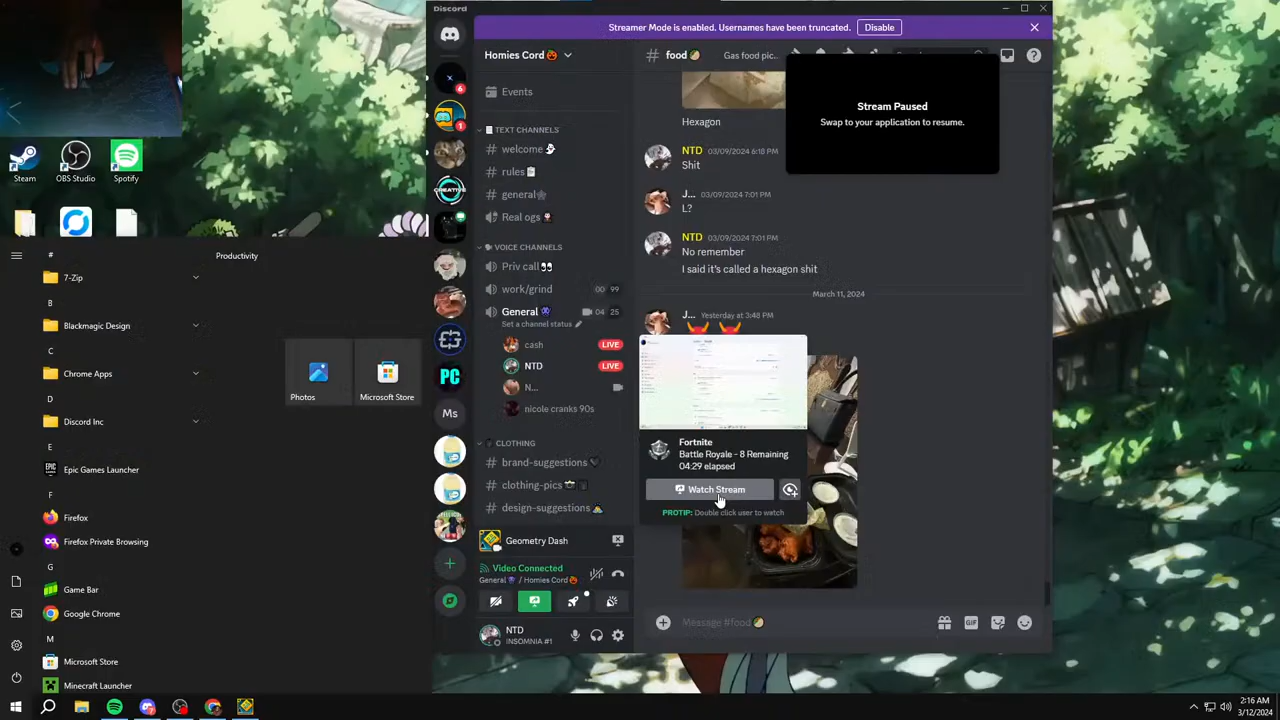 Discord
Streamer Mode is enabled. Usernames have been truncated.
Disable
Homies Cord
# food
Gas food pic...
Events
TEXT CHANNELS
# welcome
# rules
# general
# Real ogs
VOICE CHANNELS
Priv call
work/grind
00 99
General
04 25
Set a channel status
cash
LIVE
NTD
LIVE
N...
nicole cranks 90s
CLOTHING
# brand-suggestions
# clothing-pics
# design-suggestions
Geometry Dash
Video Connected
General / Homies Cord
NTD
INSOMNIA #1
6
1
PC
Ms
Hexagon
NTD 03/09/2024 6:18 PM
Shit
J... 03/09/2024 7:01 PM
L?
NTD 03/09/2024 7:01 PM
No remember
I said it's called a hexagon shit
March 11, 2024
J... Yesterday at 3:48 PM
Stream Paused
Swap to your application to resume.
Fortnite
Battle Royale - 8 Remaining
04:29 elapsed
Watch Stream
PROTIP: Double click user to watch
Message #food
GIF
Steam
OBS Studio
Spotify
#
Productivity
7-Zip
B
Blackmagic Design
C
Chrome Apps
D
Discord Inc
E
Epic Games Launcher
F
Firefox
Firefox Private Browsing
G
Game Bar
Google Chrome
M
Microsoft Store
Minecraft Launcher
Photos
Microsoft Store
2:16 AM
3/12/2024